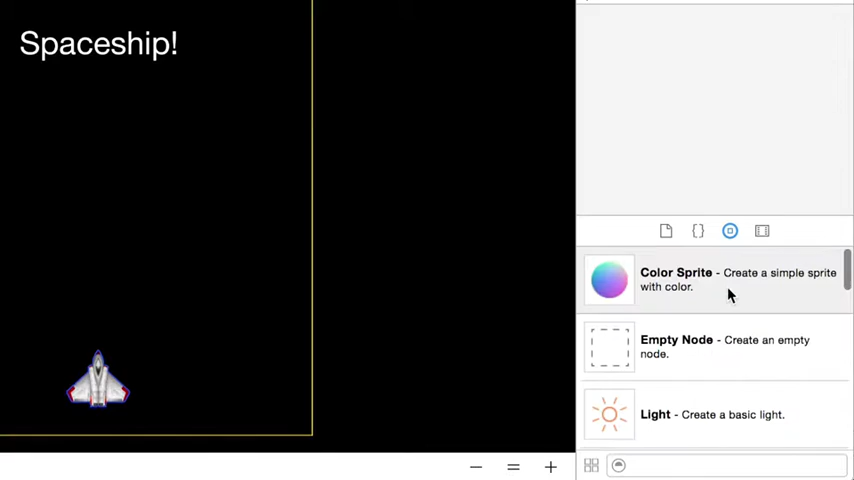 Spaceship!
Color Sprite - Create a simple sprite
with color.
Empty Node - Create an empty
node.
Light - Create a basic light.